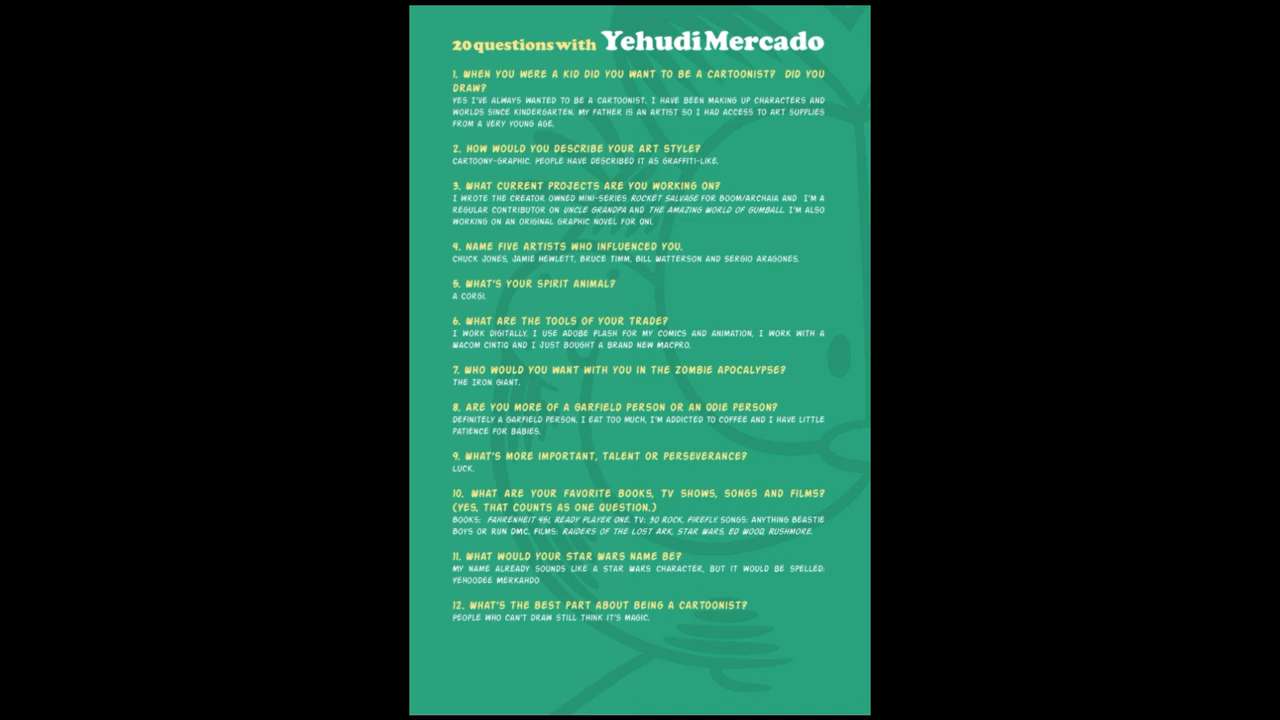 20 questions with Yehudi Mercado
1. WHEN YOU WERE A KID DID YOU WANT TO BE A CARTOONIST? DID YOU
DRAW?
YES I'VE ALWAYS WANTED TO BE A CARTOONIST. I HAVE BEEN MAKING UP CHARACTERS AND
WORLDS SINCE KINDERGARTEN. MY FATHER IS AN ARTIST SO I HAD ACCESS TO ART SUPPLIES
FROM A VERY YOUNG AGE.
2. HOW WOULD YOU DESCRIBE YOUR ART STYLE?
CARTOONY-GRAPHIC. PEOPLE HAVE DESCRIBED IT AS GRAFFITI-LIKE.
3. WHAT CURRENT PROJECTS ARE YOU WORKING ON?
I WROTE THE CREATOR OWNED MINI-SERIES ROCKET SALVAGE FOR BOOM/ARCHAIA AND I'M A
REGULAR CONTRIBUTOR ON UNCLE GRANDPA AND THE AMAZING WORLD OF GUMBALL. I'M ALSO
WORKING ON AN ORIGINAL GRAPHIC NOVEL FOR ONI.
4. NAME FIVE ARTISTS WHO INFLUENCED YOU.
CHUCK JONES, JAMIE HEWLETT, BRUCE TIMM, BILL WATTERSON AND SERGIO ARAGONES.
5. WHAT'S YOUR SPIRIT ANIMAL?
A CORGI.
6. WHAT ARE THE TOOLS OF YOUR TRADE?
I WORK DIGITALLY. I USE ADOBE FLASH FOR MY COMICS AND ANIMATION, I WORK WITH A
WACOM CINTIQ AND I JUST BOUGHT A BRAND NEW MACPRO.
7. WHO WOULD YOU WANT WITH YOU IN THE ZOMBIE APOCALYPSE?
THE IRON GIANT.
8. ARE YOU MORE OF A GARFIELD PERSON OR AN ODIE PERSON?
DEFINITELY A GARFIELD PERSON. I EAT TOO MUCH, I'M ADDICTED TO COFFEE AND I HAVE LITTLE
PATIENCE FOR BABIES.
9. WHAT'S MORE IMPORTANT, TALENT OR PERSEVERANCE?
LUCK.
10. WHAT ARE YOUR FAVORITE BOOKS, TV SHOWS, SONGS AND FILMS?
(YES, THAT COUNTS AS ONE QUESTION.)
BOOKS: FAHRENHEIT 451, READY PLAYER ONE. TV: 30 ROCK, FIREFLY. SONGS: ANYTHING BEASTIE
BOYS OR RUN DMC. FILMS: RAIDERS OF THE LOST ARK, STAR WARS, ED WOOD, RUSHMORE.
11. WHAT WOULD YOUR STAR WARS NAME BE?
MY NAME ALREADY SOUNDS LIKE A STAR WARS CHARACTER, BUT IT WOULD BE SPELLED:
YEHOODEE MERKAHDO
12. WHAT'S THE BEST PART ABOUT BEING A CARTOONIST?
PEOPLE WHO CAN'T DRAW STILL THINK IT'S MAGIC.